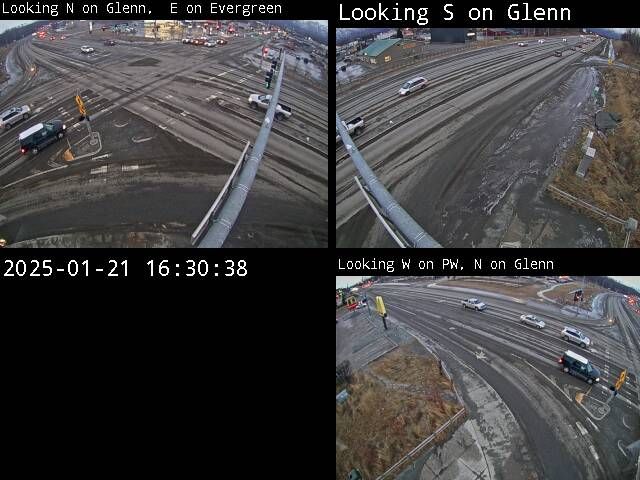 Looking N on Glenn, E on Evergreen
Looking S on Glenn
2025-01-21 16:30:38
Looking W on PW, N on Glenn